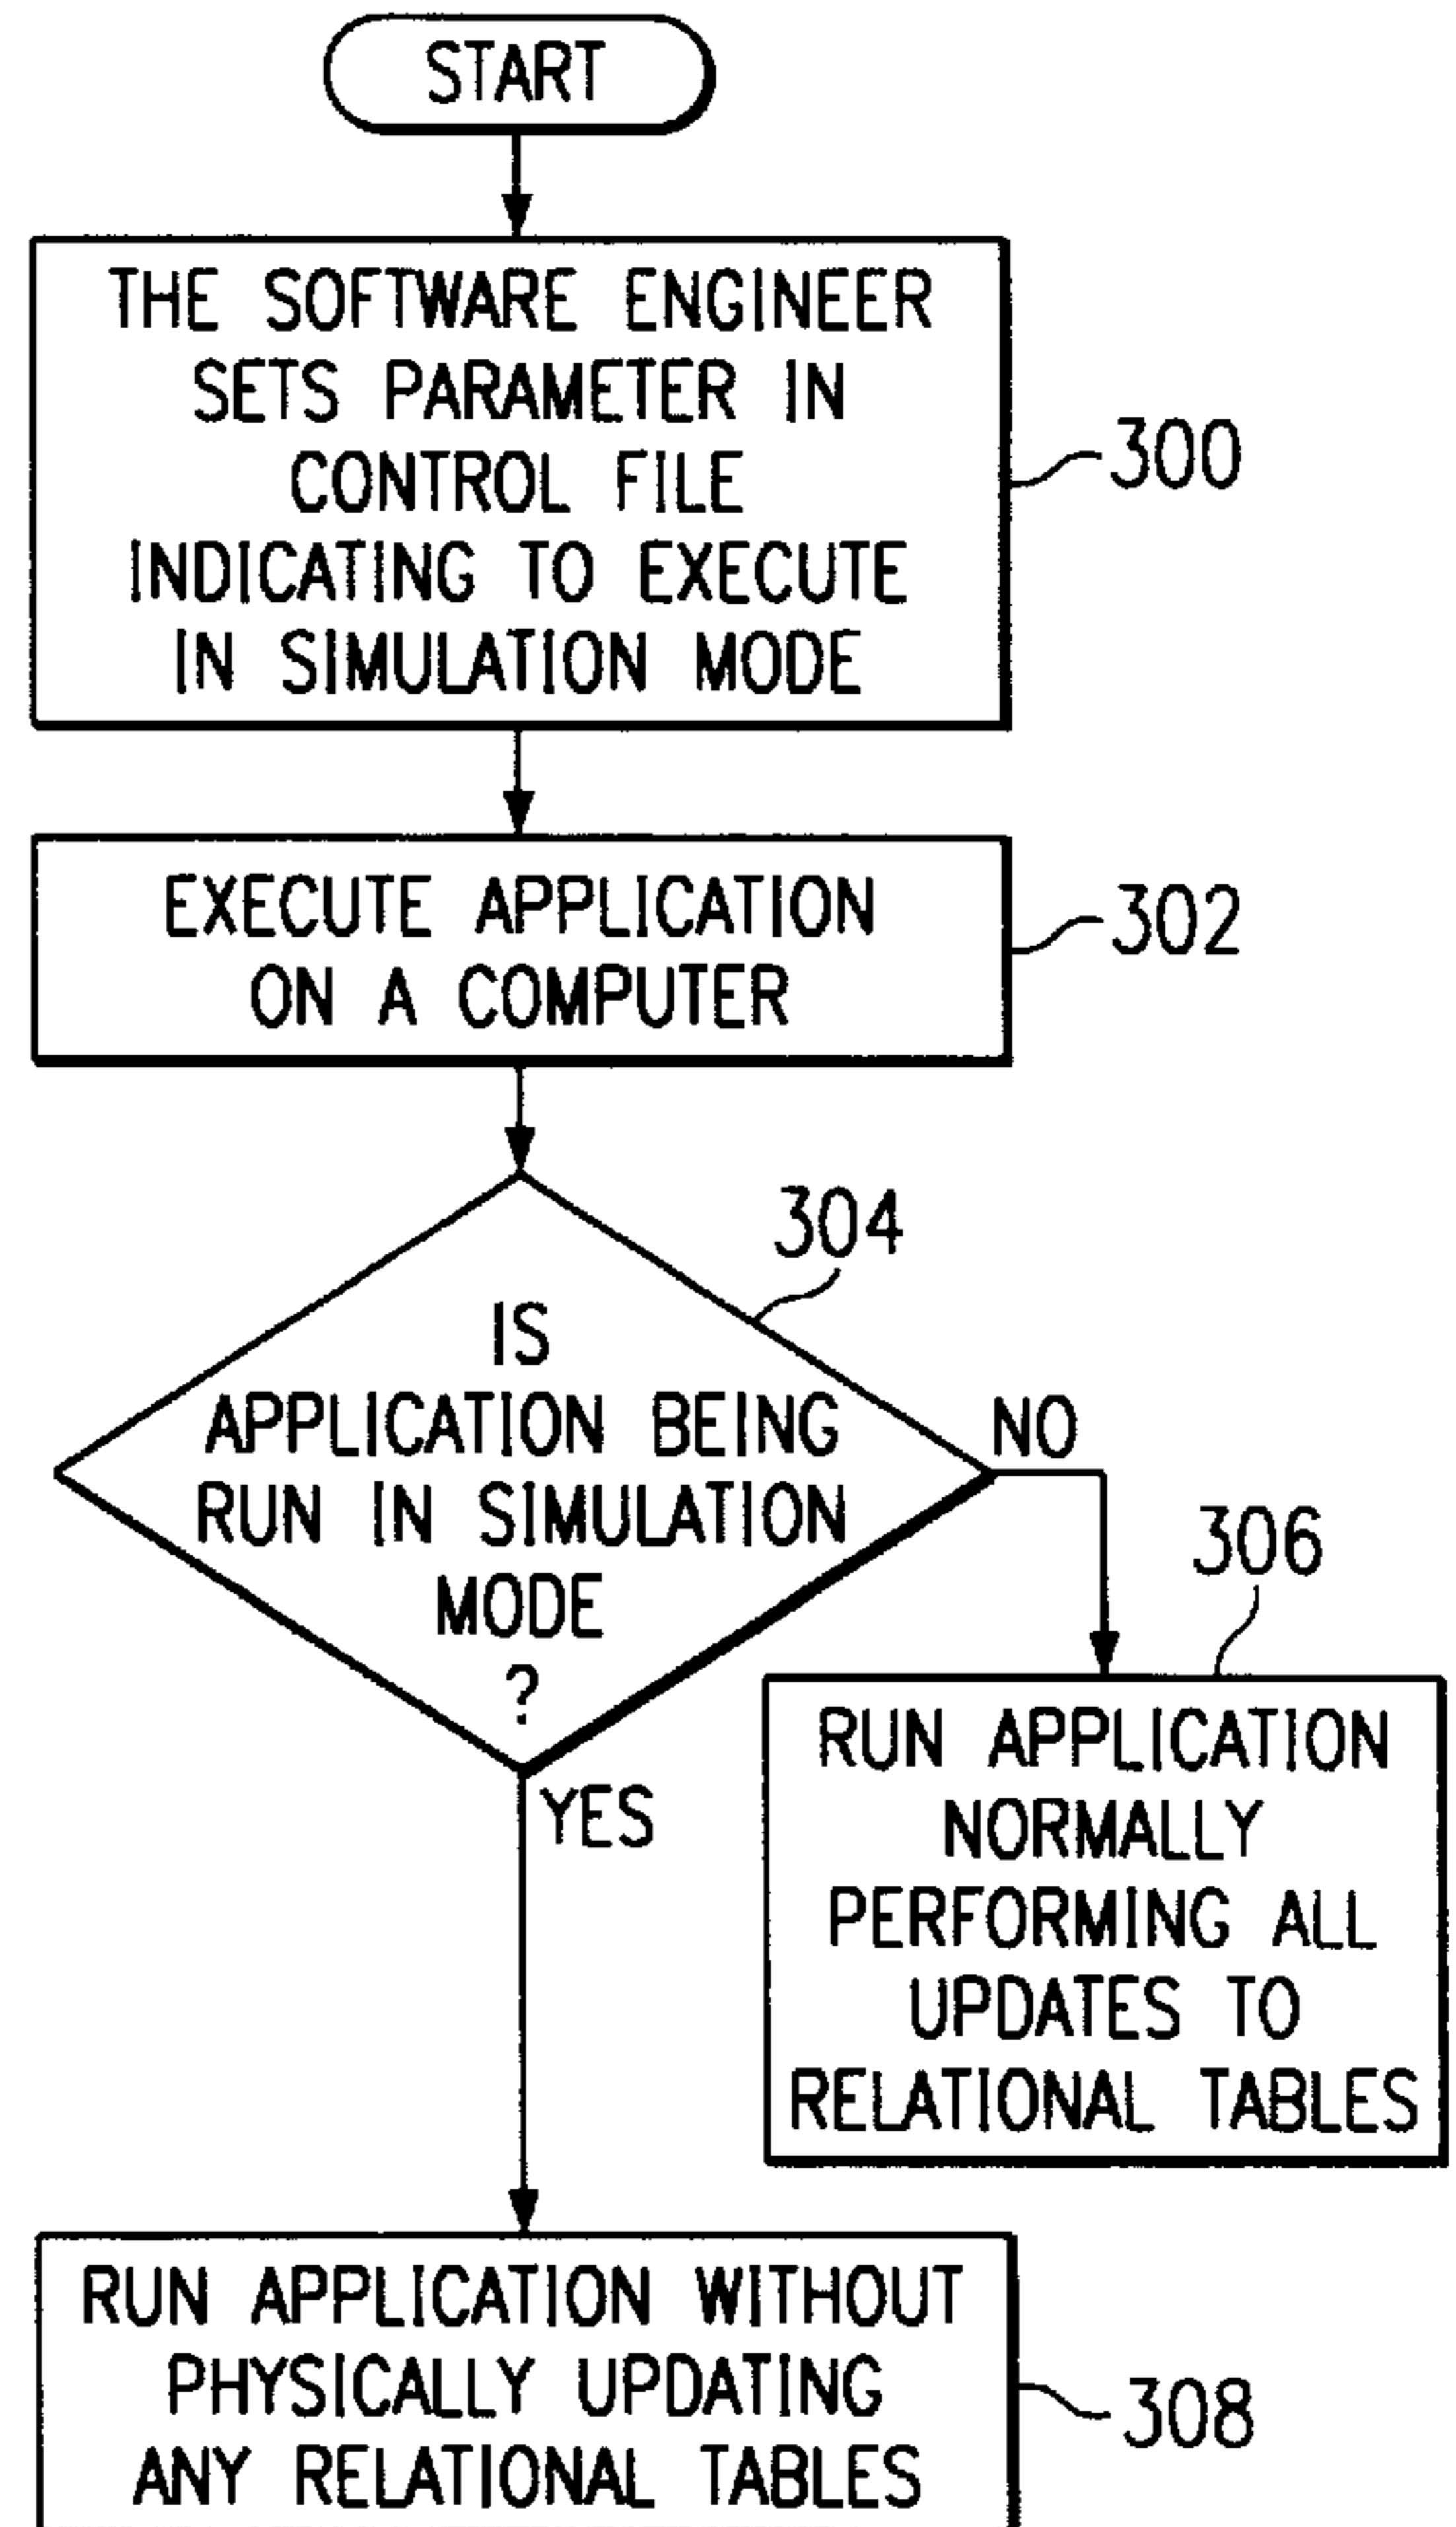 START
THE SOFTWARE ENGINEER
SETS PARAMETER IN
CONTROL FILE
INDICATING TO EXECUTE
IN SIMULATION MODE
300
EXECUTE APPLICATION
ON A COMPUTER
302
304
IS
APPLICATION BEING
RUN IN SIMULATION
MODE
?
NO
YES
306
RUN APPLICATION
NORMALLY
PERFORMING ALL
UPDATES TO
RELATIONAL TABLES
RUN APPLICATION WITHOUT
PHYSICALLY UPDATING
ANY RELATIONAL TABLES
308